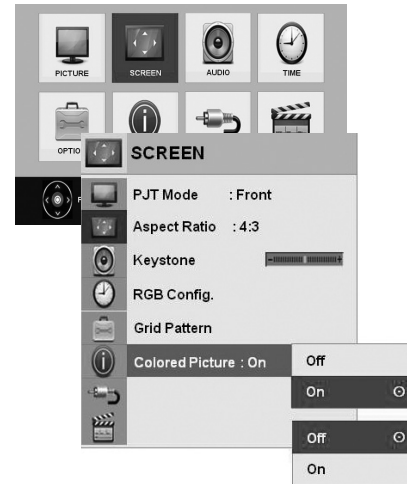 PICTURE SCREEN AUDIO TIME
OPTIO
SCREEN
PJT Mode : Front
Aspect Ratio : 4:3
Keystone - +
RGB Config.
Grid Pattern
Colored Picture : On
Off
On
Off
On